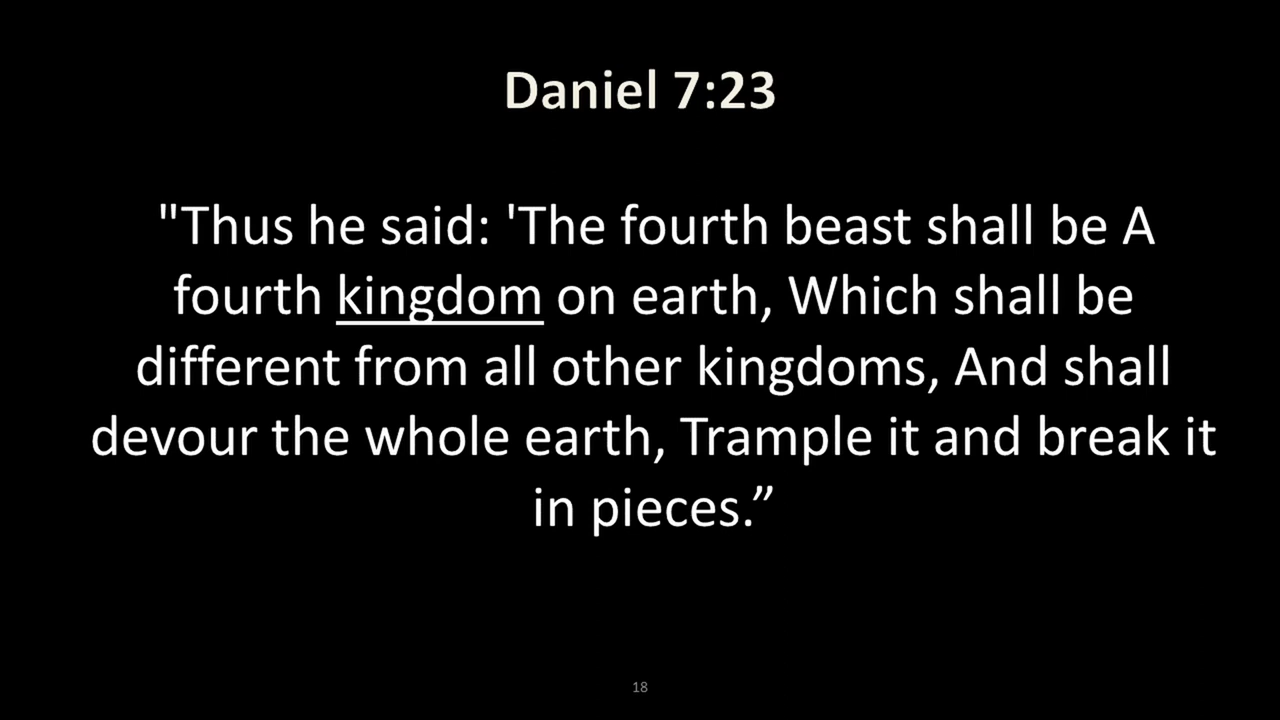 Daniel 7:23
"Thus he said: 'The fourth beast shall be A
fourth kingdom on earth, Which shall be
different from all other kingdoms, And shall
devour the whole earth, Trample it and break it
in pieces.”
18